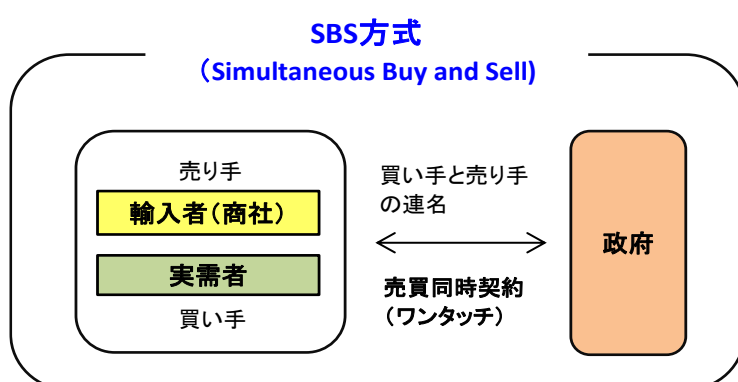 SBS方式
（Simultaneous Buy and Sell)
売り手
輸入者（商社）
実需者
買い手
買い手と売り手
の連名
売買同時契約
（ワンタッチ）
政府